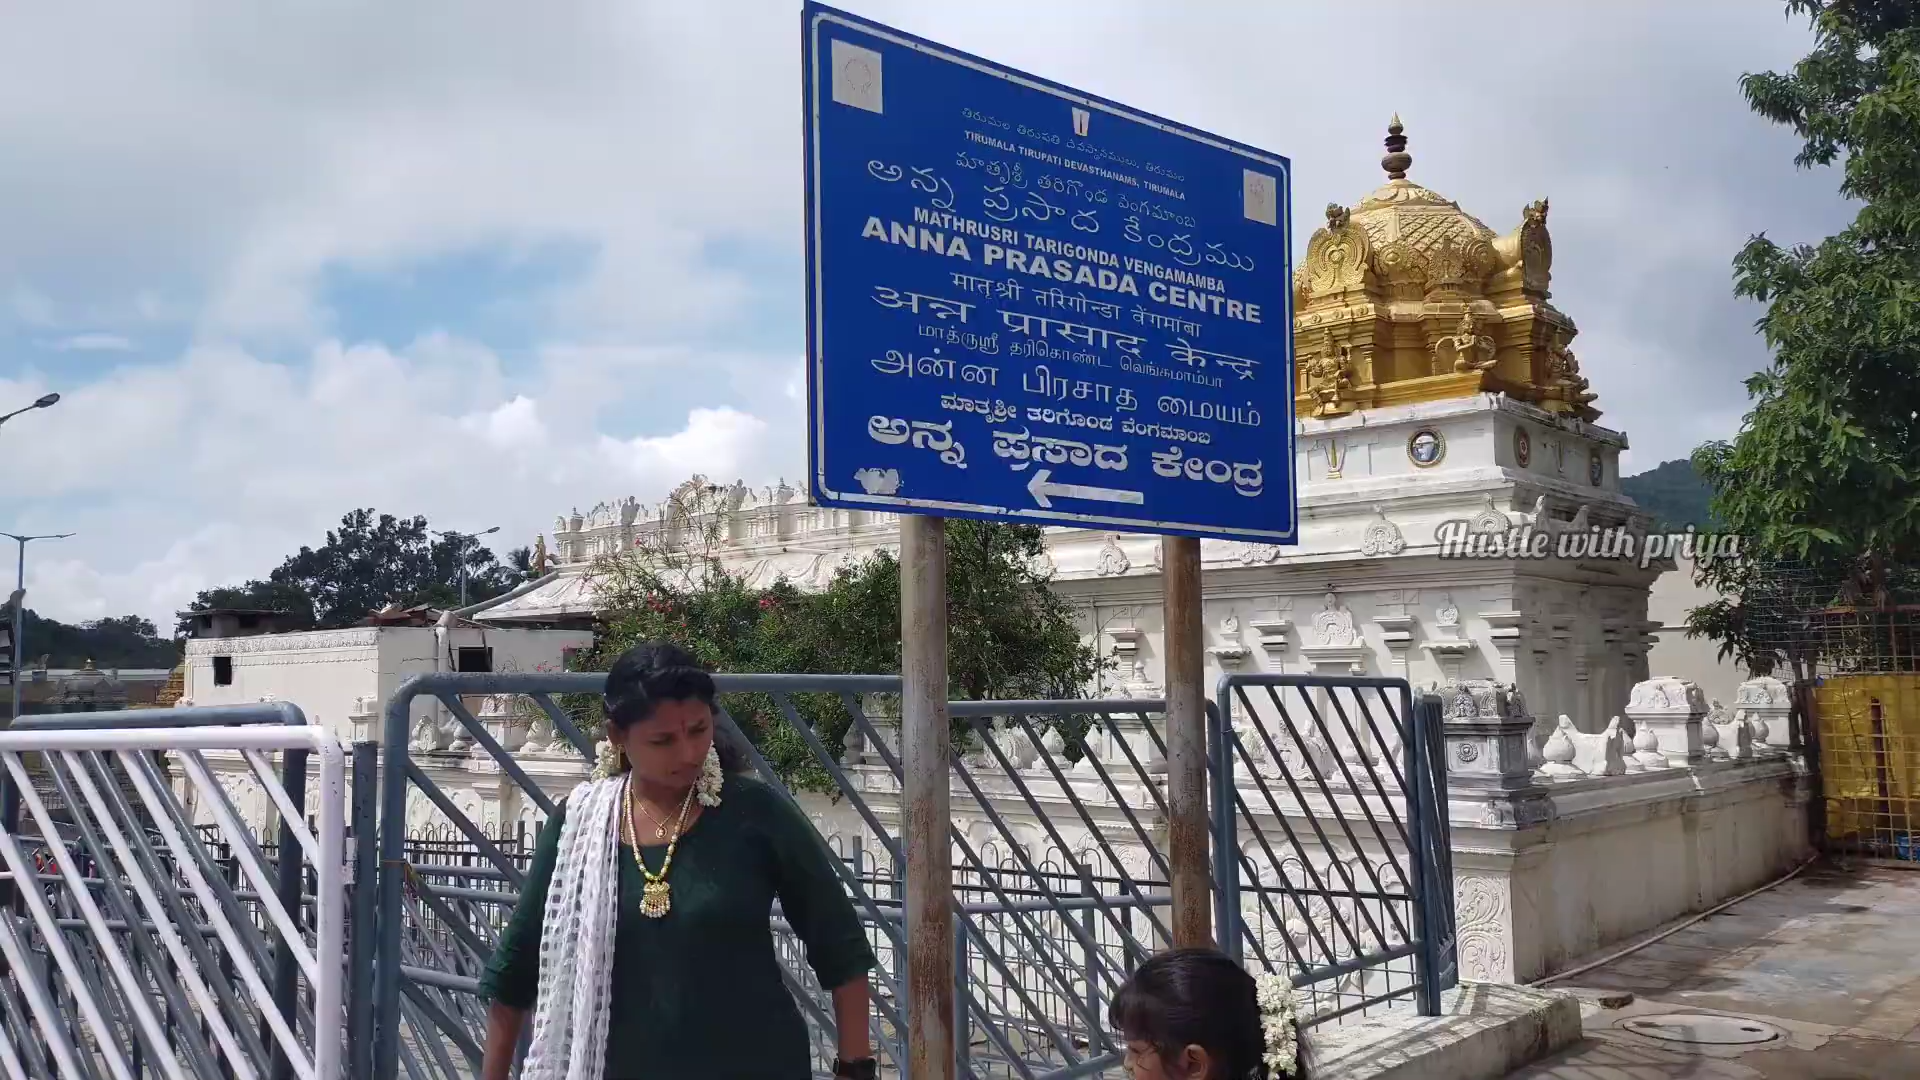 తిరుమల తిరుపతి దేవస్థానములు, తిరుమల
TIRUMALA TIRUPATI DEVASTHANAMS, TIRUMALA
మాతృశ్రీ తరిగొండ వెంగమాంబ
అన్న ప్రసాద కేంద్రము
MATHRUSRI TARIGONDA VENGAMAMBA
ANNA PRASADA CENTRE
मातृश्री तरिगोन्डा वेंगमांबा
अन्न प्रासाद केन्द्र
மாத்ருஸ்ரீ தரிகொண்ட வெங்கமாம்பா
அன்ன பிரசாத மையம்
ಮಾತೃಶ್ರೀ ತರಿಗೊಂಡ ವೆಂಗಮಾಂಬ
ಅನ್ನ ಪ್ರಸಾದ ಕೇಂದ್ರ
Hustle with priya